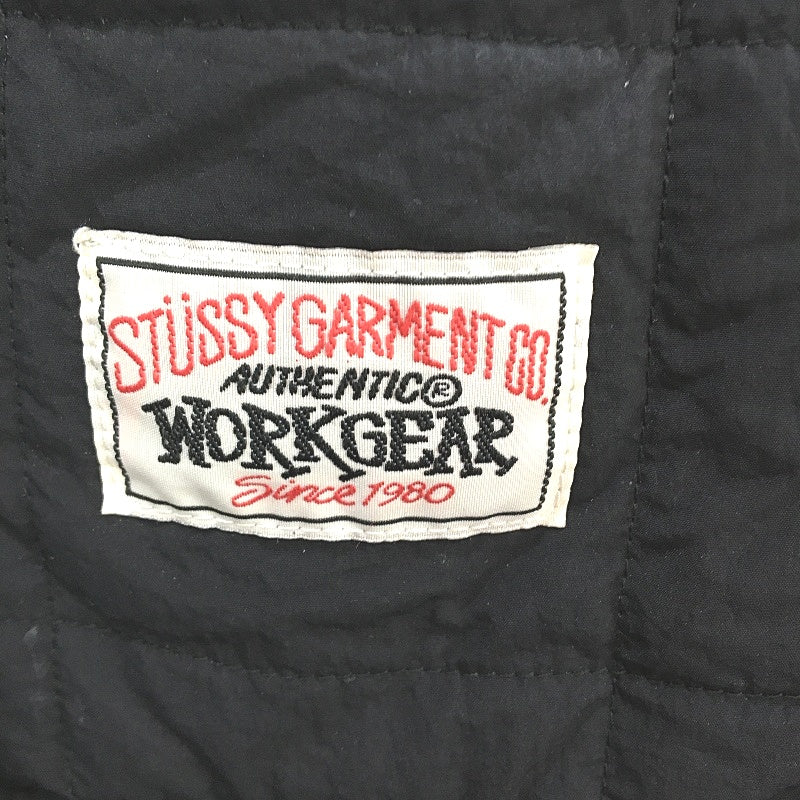 STÜSSY GARMENT CO.
AUTHENTIC®
WORKGEAR
Since 1980